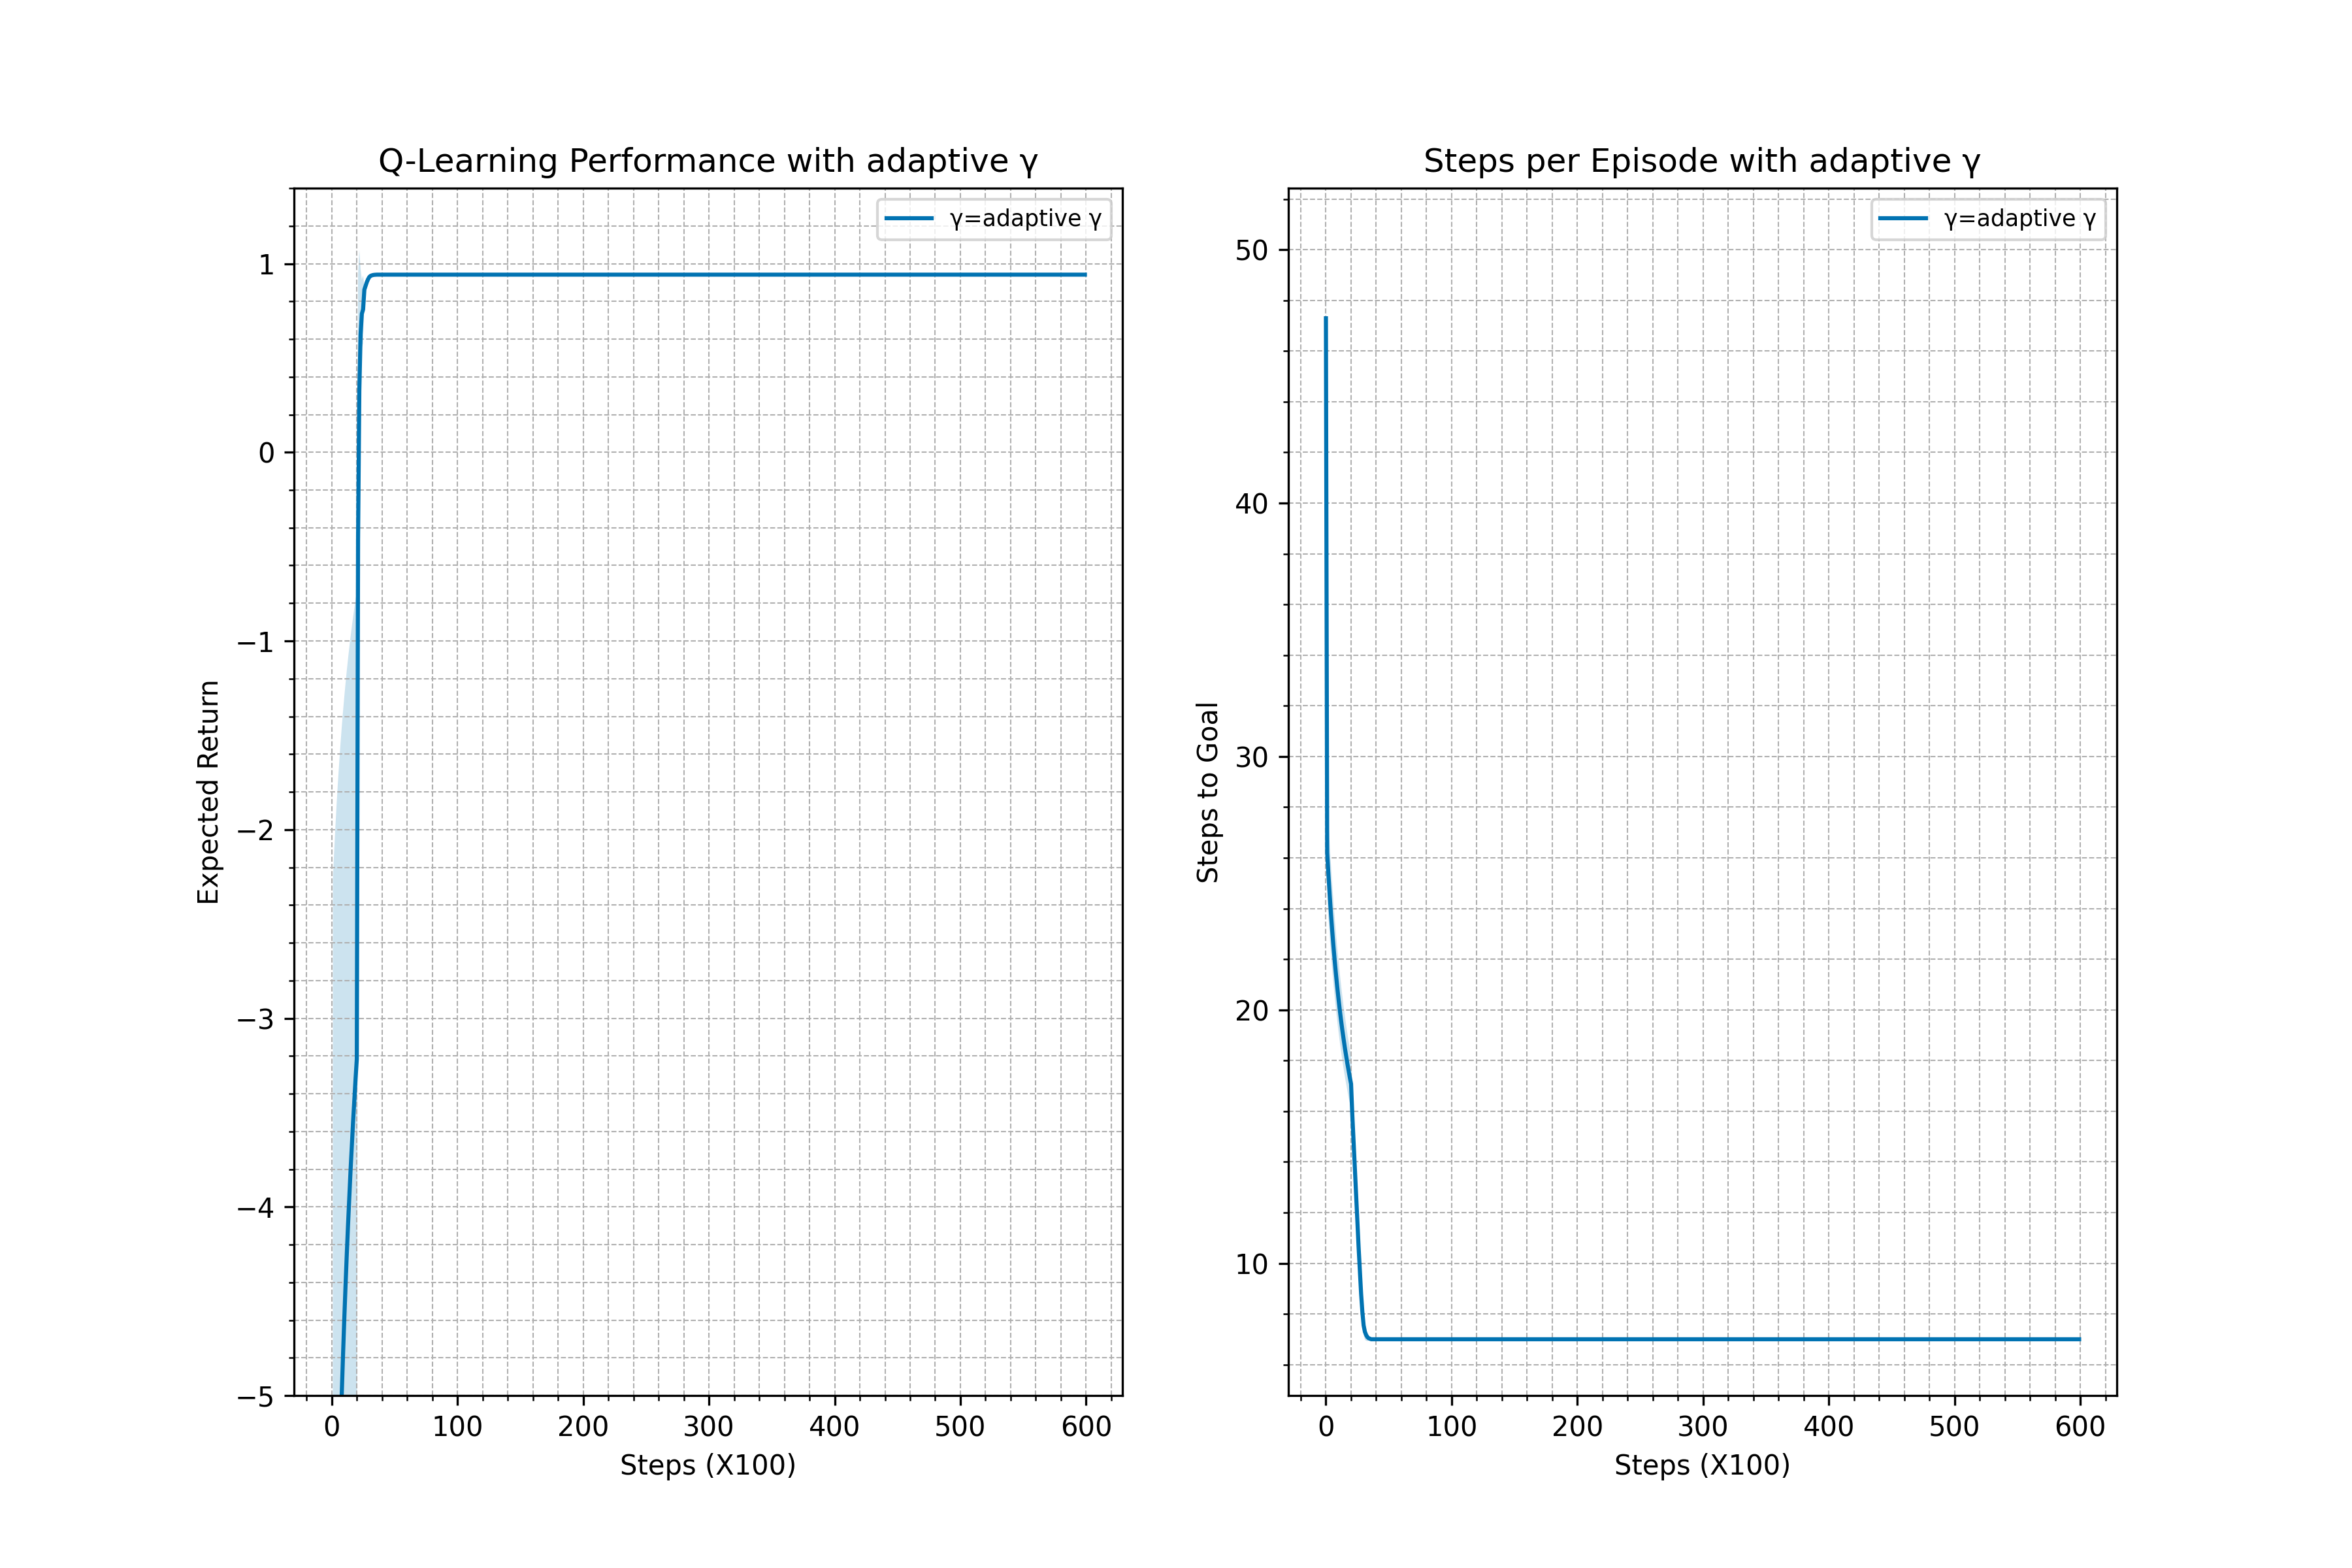 Q-Learning Performance with adaptive γ
γ=adaptive γ
1
0
−1
−2
−3
−4
−5
Expected Return
0 100 200 300 400 500 600
Steps (X100)
Steps per Episode with adaptive γ
γ=adaptive γ
50
40
30
20
10
Steps to Goal
0 100 200 300 400 500 600
Steps (X100)